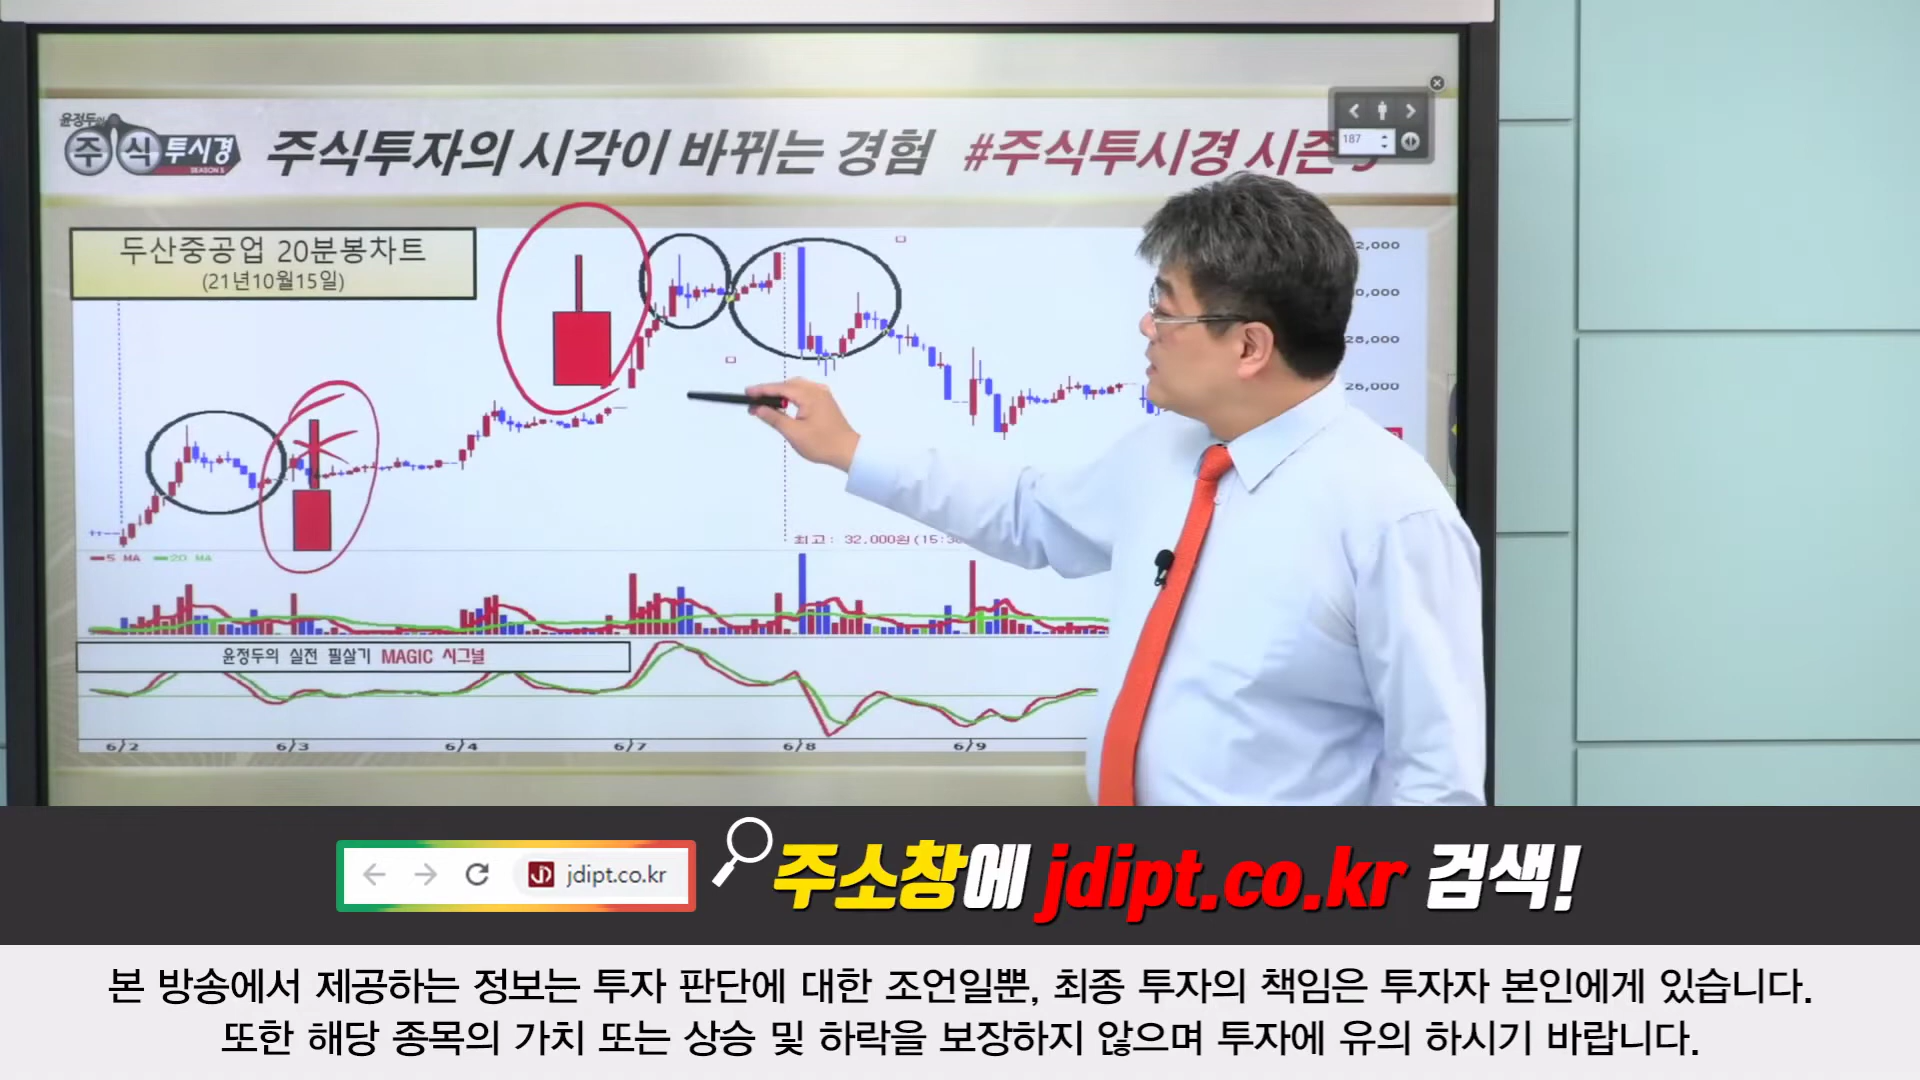 윤정두의
주식투시경
SEASON 5
주식투자의 시각이 바뀌는 경험 #주식투시경 시즌
187
두산중공업 20분봉차트
(21년10월15일)
2,000
0,000
28,000
26,000
최고: 32,000원(15:3
5 MA 20 MA
윤정두의 실전 필살기 MAGIC 시그널
6/2 6/3 6/4 6/7 6/8 6/9
jdipt.co.kr
주소창에 jdipt.co.kr 검색!
본 방송에서 제공하는 정보는 투자 판단에 대한 조언일뿐, 최종 투자의 책임은 투자자 본인에게 있습니다.
또한 해당 종목의 가치 또는 상승 및 하락을 보장하지 않으며 투자에 유의 하시기 바랍니다.